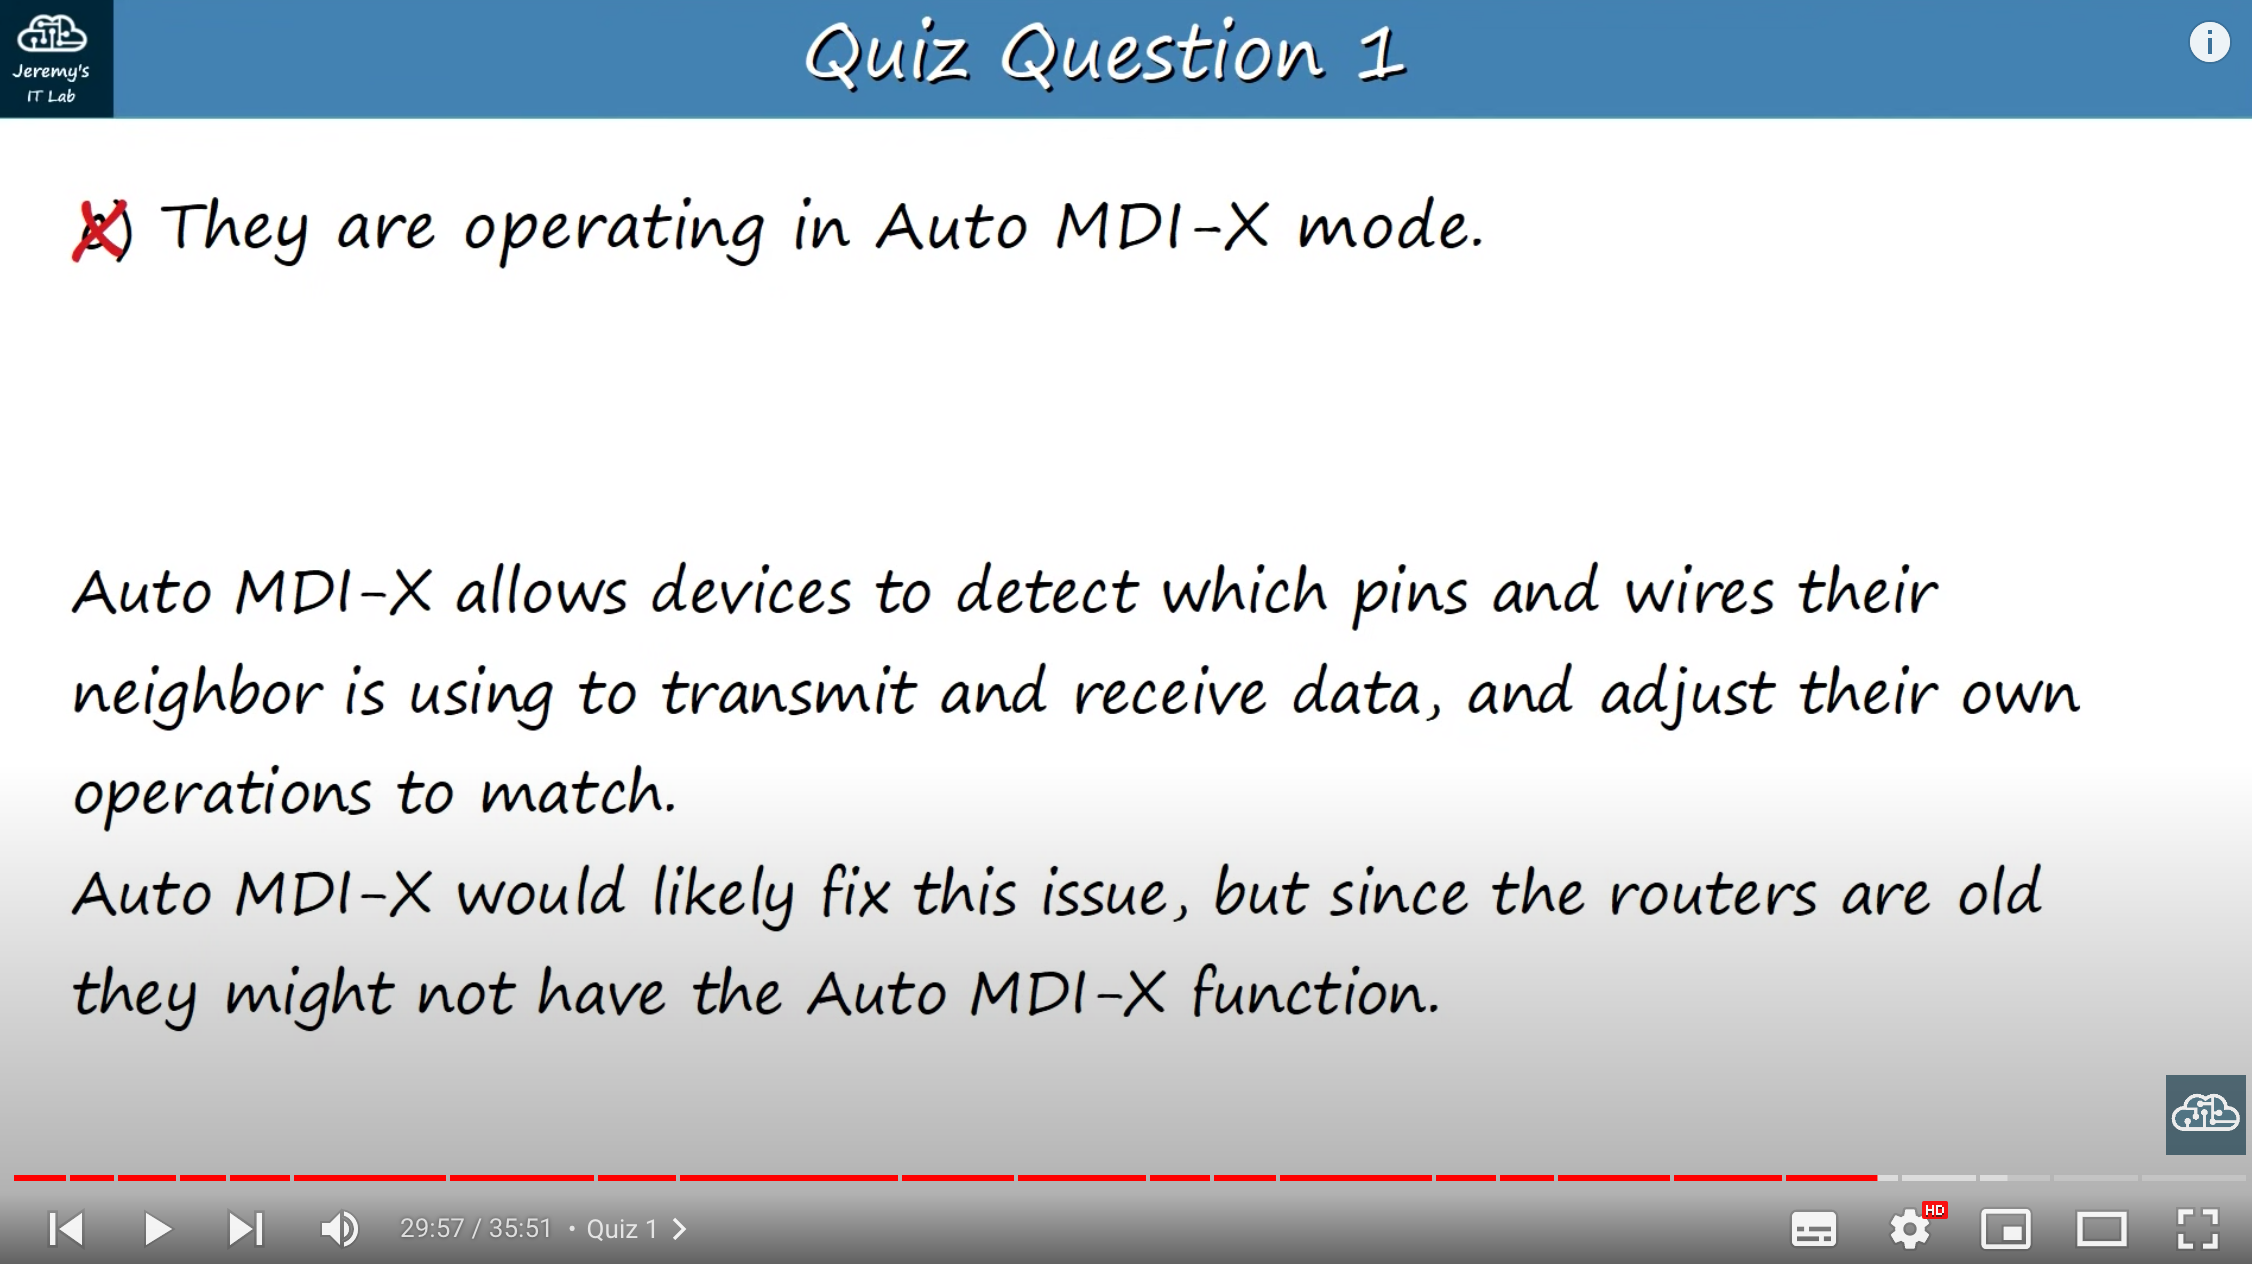 Jeremy's
IT Lab
Quiz Question 1
They are operating in Auto MDI-X mode.
Auto MDI-X allows devices to detect which pins and wires their
neighbor is using to transmit and receive data, and adjust their own
operations to match.
Auto MDI-X would likely fix this issue, but since the routers are old
they might not have the Auto MDI-X function.
29:57 / 35:51 • Quiz 1
HD